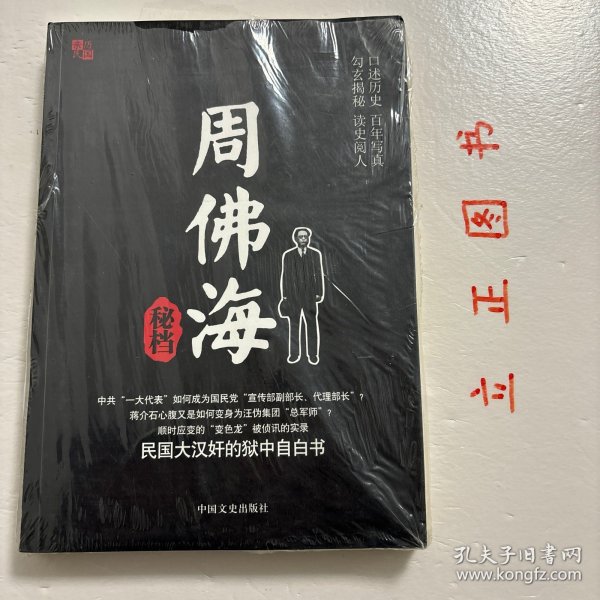 口述历史 百年写真
勾玄揭秘 读史阅人
周佛海
秘档
中共“一大代表”如何成为国民党“宣传部副部长、代理部长”？
蒋介石心腹又是如何变身为汪伪集团“总军师”？
顺时应变的“变色龙”被侦讯的实录
民国大汉奸的狱中自白书
中国文史出版社
立正图书
孔夫子旧书网
www.kongfz.com